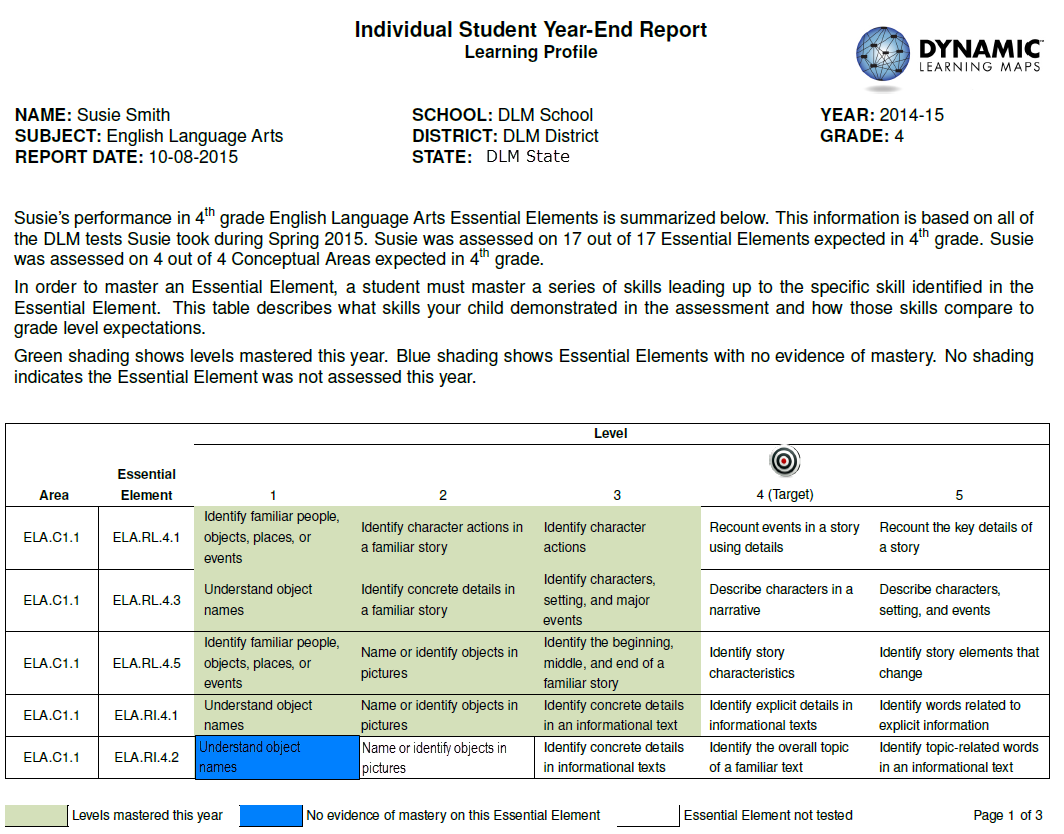 Individual Student Year-End Report
Learning Profile
DYNAMIC™
LEARNING MAPS
NAME: Susie Smith
SCHOOL: DLM School
YEAR: 2014-15
SUBJECT: English Language Arts
DISTRICT: DLM District
GRADE: 4
REPORT DATE: 10-08-2015
STATE: DLM State
Susie's performance in 4th grade English Language Arts Essential Elements is summarized below. This information is based on all of
the DLM tests Susie took during Spring 2015. Susie was assessed on 17 out of 17 Essential Elements expected in 4th grade. Susie
was assessed on 4 out of 4 Conceptual Areas expected in 4th grade.
In order to master an Essential Element, a student must master a series of skills leading up to the specific skill identified in the
Essential Element. This table describes what skills your child demonstrated in the assessment and how those skills compare to
grade level expectations.
Green shading shows levels mastered this year. Blue shading shows Essential Elements with no evidence of mastery. No shading
indicates the Essential Element was not assessed this year.
Level
Area
Essential
Element
1
2
3
4 (Target)
5
ELA.C1.1
ELA.RL.4.1
Identify familiar people,
objects, places, or
events
Identify character actions in
a familiar story
Identify character
actions
Recount events in a story
using details
Recount the key details of
a story
ELA.C1.1
ELA.RL.4.3
Understand object
names
Identify concrete details in
a familiar story
Identify characters,
setting, and major
events
Describe characters in a
narrative
Describe characters,
setting, and events
ELA.C1.1
ELA.RL.4.5
Identify familiar people,
objects, places, or
events
Name or identify objects in
pictures
Identify the beginning,
middle, and end of a
familiar story
Identify story
characteristics
Identify story elements that
change
ELA.C1.1
ELA.RI.4.1
Understand object
names
Name or identify objects in
pictures
Identify concrete details
in an informational text
Identify explicit details in
informational texts
Identify words related to
explicit information
ELA.C1.1
ELA.RI.4.2
Understand object
names
Name or identify objects in
pictures
Identify concrete details
in informational texts
Identify the overall topic
of a familiar text
Identify topic-related words
in an informational text
Levels mastered this year
No evidence of mastery on this Essential Element
Essential Element not tested
Page 1 of 3